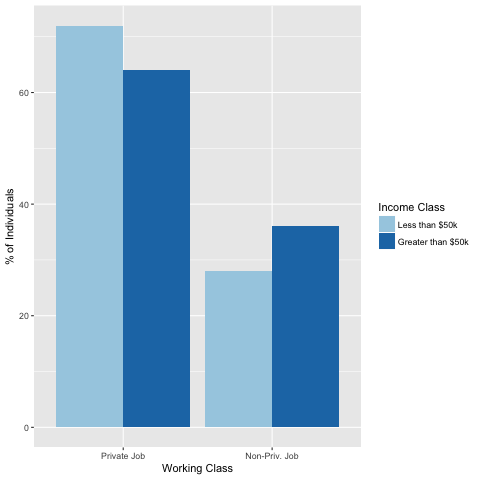 % of Individuals
60
40
20
0
Private Job
Non-Priv. Job
Working Class
Income Class
Less than $50k
Greater than $50k